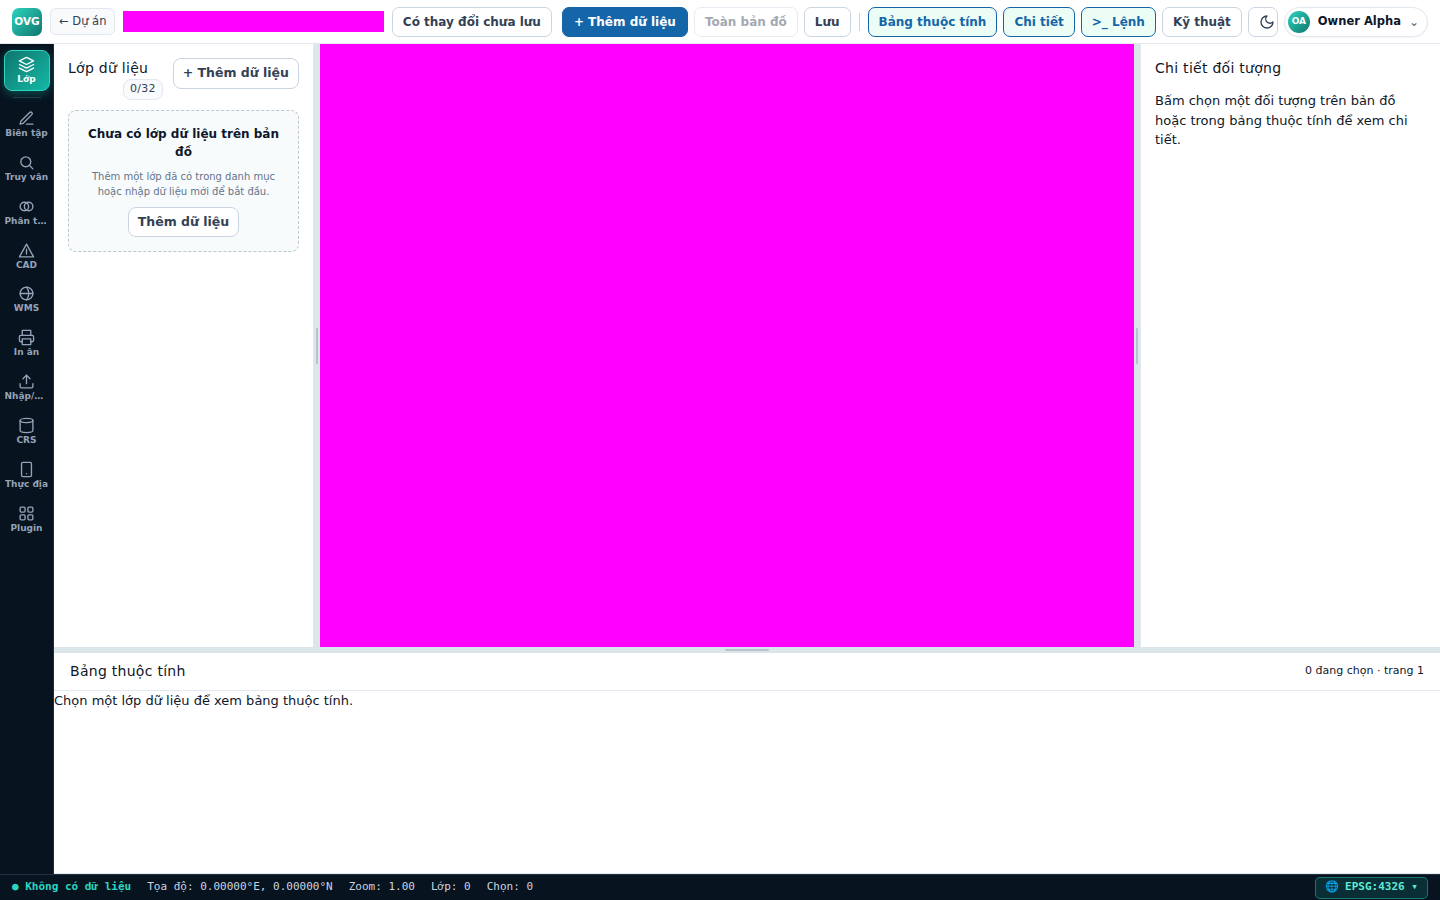 OVG
← Dự án
Có thay đổi chưa lưu
+ Thêm dữ liệu
Toàn bản đồ
Lưu
Bảng thuộc tính
Chi tiết
>_ Lệnh
Kỹ thuật
OA
Owner Alpha
Lớp
Biên tập
Truy vấn
Phân t...
CAD
WMS
In ấn
Nhập/...
CRS
Thực địa
Plugin
Lớp dữ liệu
0/32
+ Thêm dữ liệu
Chưa có lớp dữ liệu trên bản
đồ
Thêm một lớp đã có trong danh mục
hoặc nhập dữ liệu mới để bắt đầu.
Thêm dữ liệu
Chi tiết đối tượng
Bấm chọn một đối tượng trên bản đồ
hoặc trong bảng thuộc tính để xem chi
tiết.
Bảng thuộc tính
0 đang chọn · trang 1
Chọn một lớp dữ liệu để xem bảng thuộc tính.
● Không có dữ liệu
Tọa độ: 0.00000°E, 0.00000°N
Zoom: 1.00
Lớp: 0
Chọn: 0
🌐 EPSG:4326 ▾